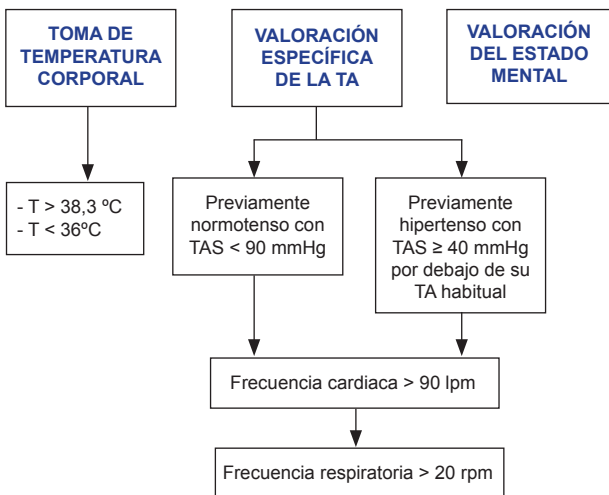 TOMA DE
TEMPERATURA
CORPORAL
VALORACIÓN
ESPECÍFICA
DE LA TA
VALORACIÓN
DEL ESTADO
MENTAL
- T > 38,3 ºC
- T < 36ºC
Previamente
normotenso con
TAS < 90 mmHg
Previamente
hipertenso con
TAS ≥ 40 mmHg
por debajo de su
TA habitual
Frecuencia cardiaca > 90 lpm
Frecuencia respiratoria > 20 rpm